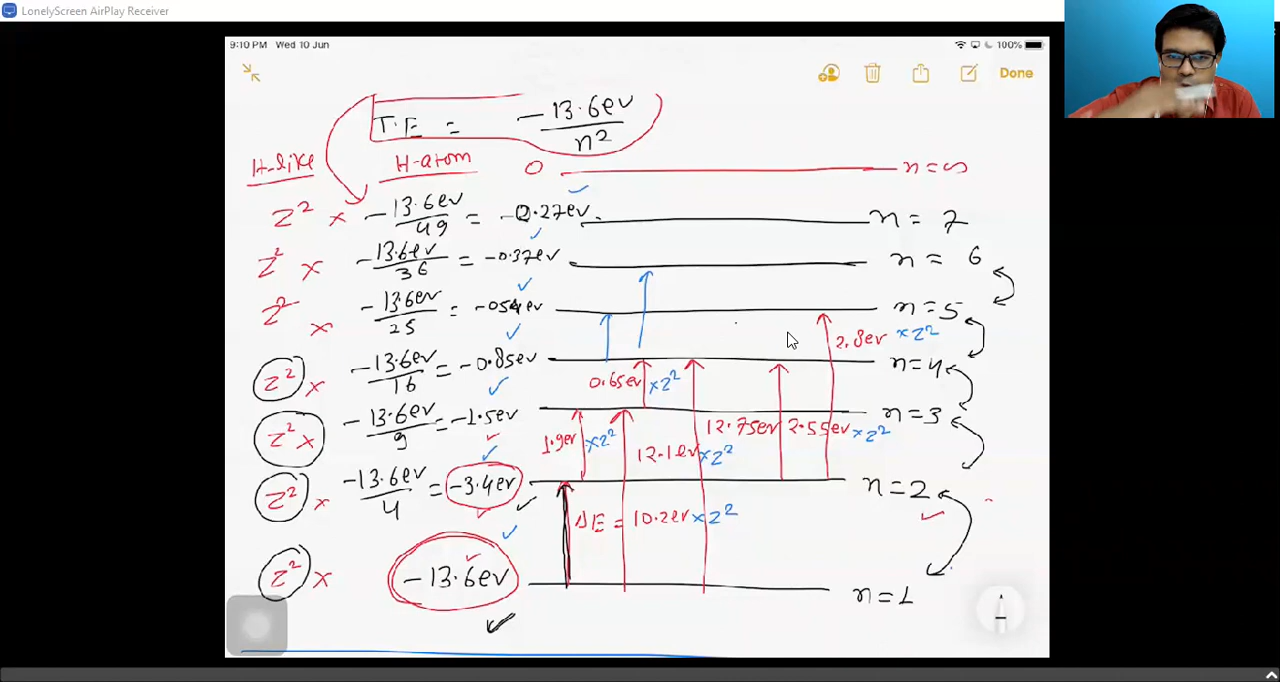 LonelyScreen AirPlay Receiver
9:10 PM Wed 10 Jun
100%
Done
T.E = -13.6ev/n²
H-like H-atom 0 n=∞
Z² × -13.6ev/49 = -0.27ev. n = 7
Z² × -13.6ev/36 = -0.37ev n = 6
Z² × -13.6ev/25 = -054ev n=5
2.8ev ×Z²
Z² × -13.6ev/16 = -0.85ev n=4
0.65ev ×Z²
Z² × -13.6ev/9 = -1.5ev n=3
1.9ev ×Z² 12.1ev ×Z² 12.75ev 2.55ev ×Z²
Z² × -13.6ev/4 = -3.4ev n=2
ΔE = 10.2ev ×Z²
Z² × -13.6ev n=1